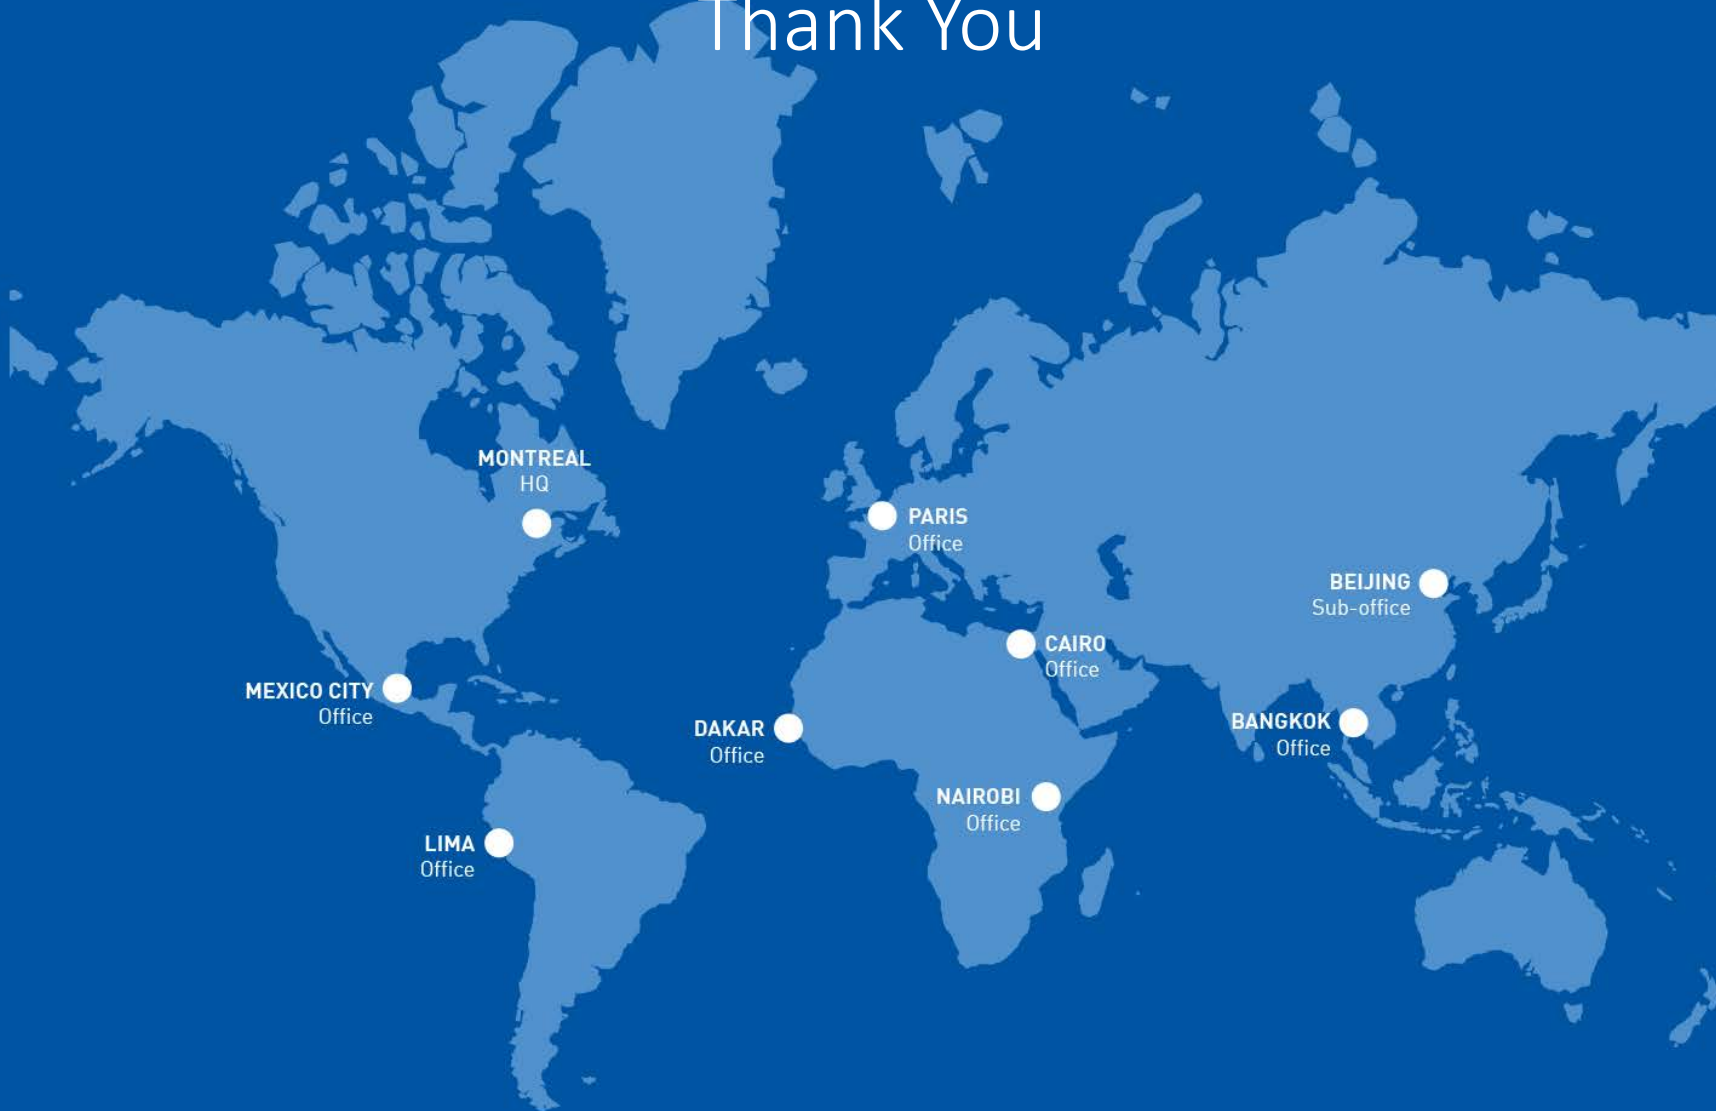 Thank You
MONTREAL
HQ
PARIS
Office
BEIJING
Sub-office
CAIRO
Office
MEXICO CITY
Office
DAKAR
Office
BANGKOK
Office
NAIROBI
Office
LIMA
Office